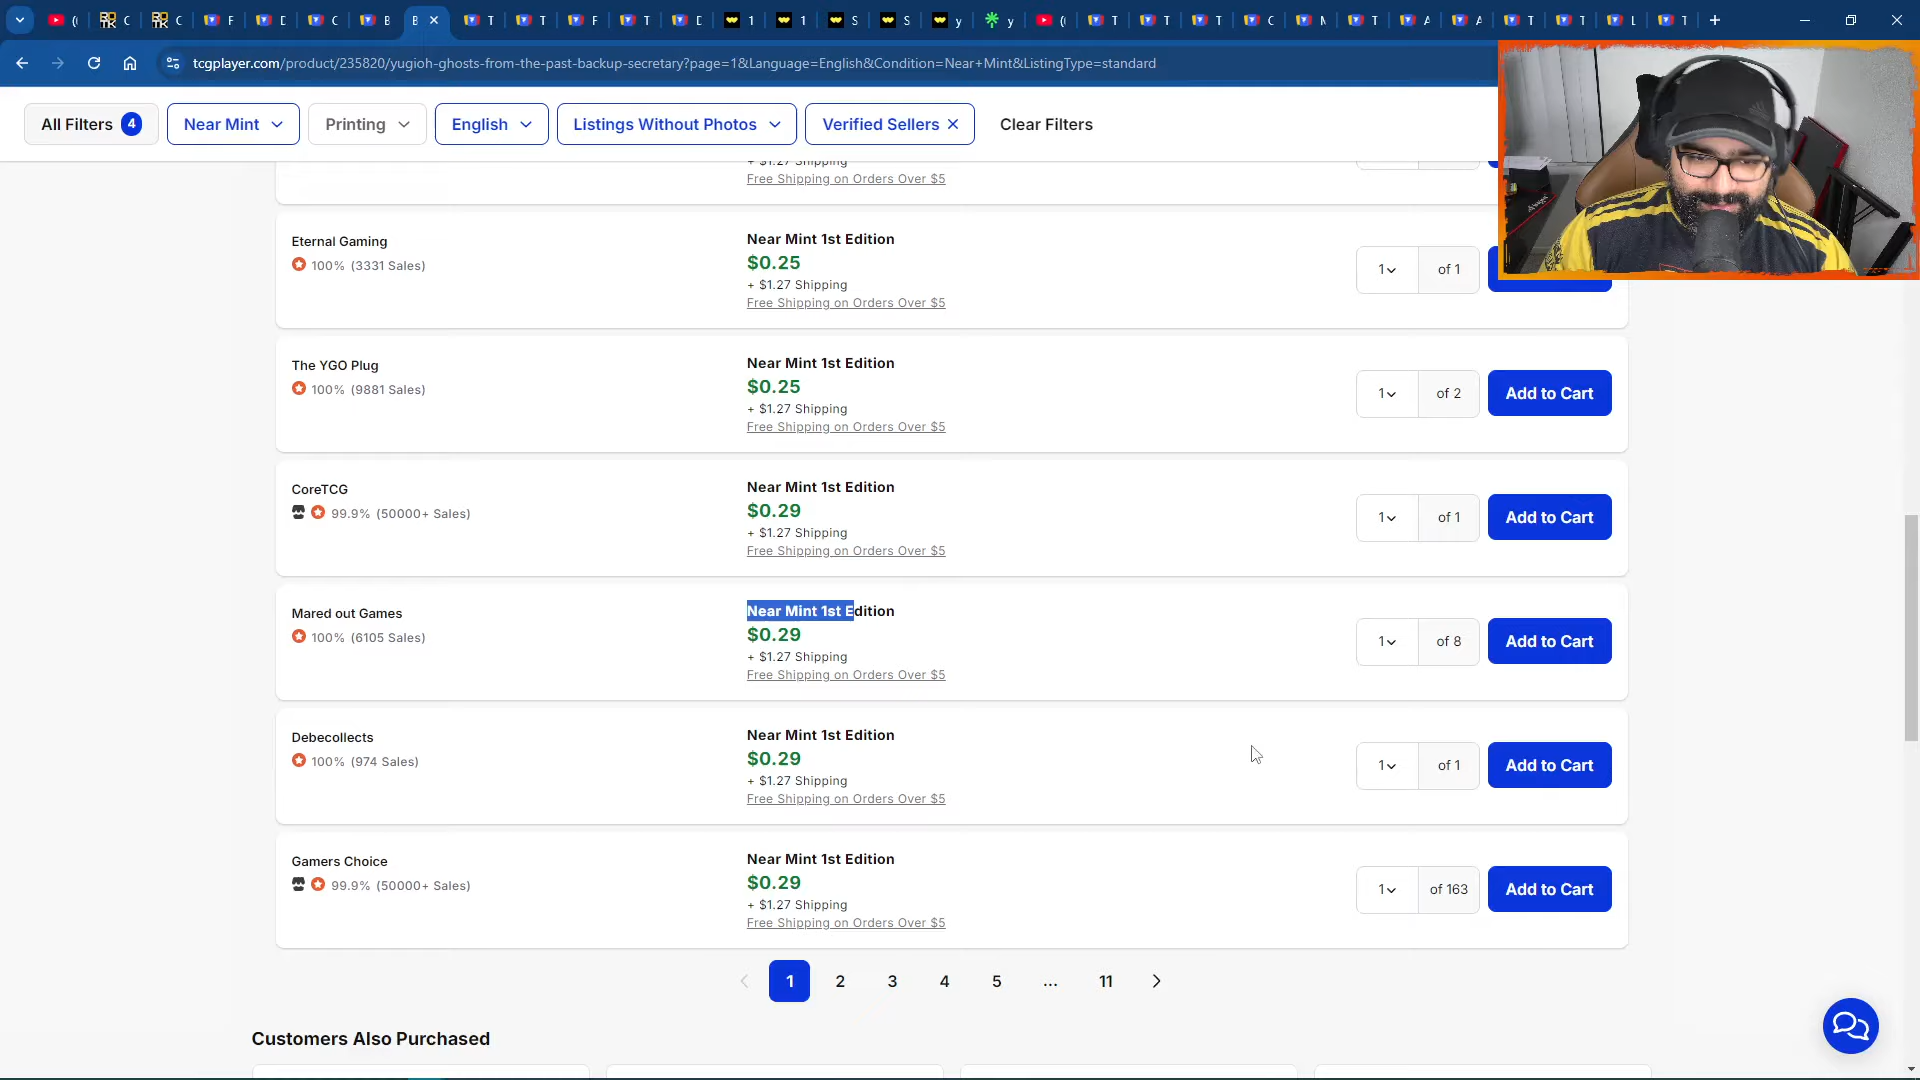 tcgplayer.com/product/235820/yugioh-ghosts-from-the-past-backup-secretary?page=1&Language=English&Condition=Near+Mint&ListingType=standard
All Filters 4
Near Mint
Printing
English
Listings Without Photos
Verified Sellers
Clear Filters
+ $1.27 Shipping
Free Shipping on Orders Over $5
Eternal Gaming
100% (3331 Sales)
Near Mint 1st Edition
$0.25
+ $1.27 Shipping
Free Shipping on Orders Over $5
1
of 1
The YGO Plug
100% (9881 Sales)
Near Mint 1st Edition
$0.25
+ $1.27 Shipping
Free Shipping on Orders Over $5
1
of 2
Add to Cart
CoreTCG
99.9% (50000+ Sales)
Near Mint 1st Edition
$0.29
+ $1.27 Shipping
Free Shipping on Orders Over $5
1
of 1
Add to Cart
Mared out Games
100% (6105 Sales)
Near Mint 1st Edition
$0.29
+ $1.27 Shipping
Free Shipping on Orders Over $5
1
of 8
Add to Cart
Debecollects
100% (974 Sales)
Near Mint 1st Edition
$0.29
+ $1.27 Shipping
Free Shipping on Orders Over $5
1
of 1
Add to Cart
Gamers Choice
99.9% (50000+ Sales)
Near Mint 1st Edition
$0.29
+ $1.27 Shipping
Free Shipping on Orders Over $5
1
of 163
Add to Cart
1 2 3 4 5 ... 11
Customers Also Purchased